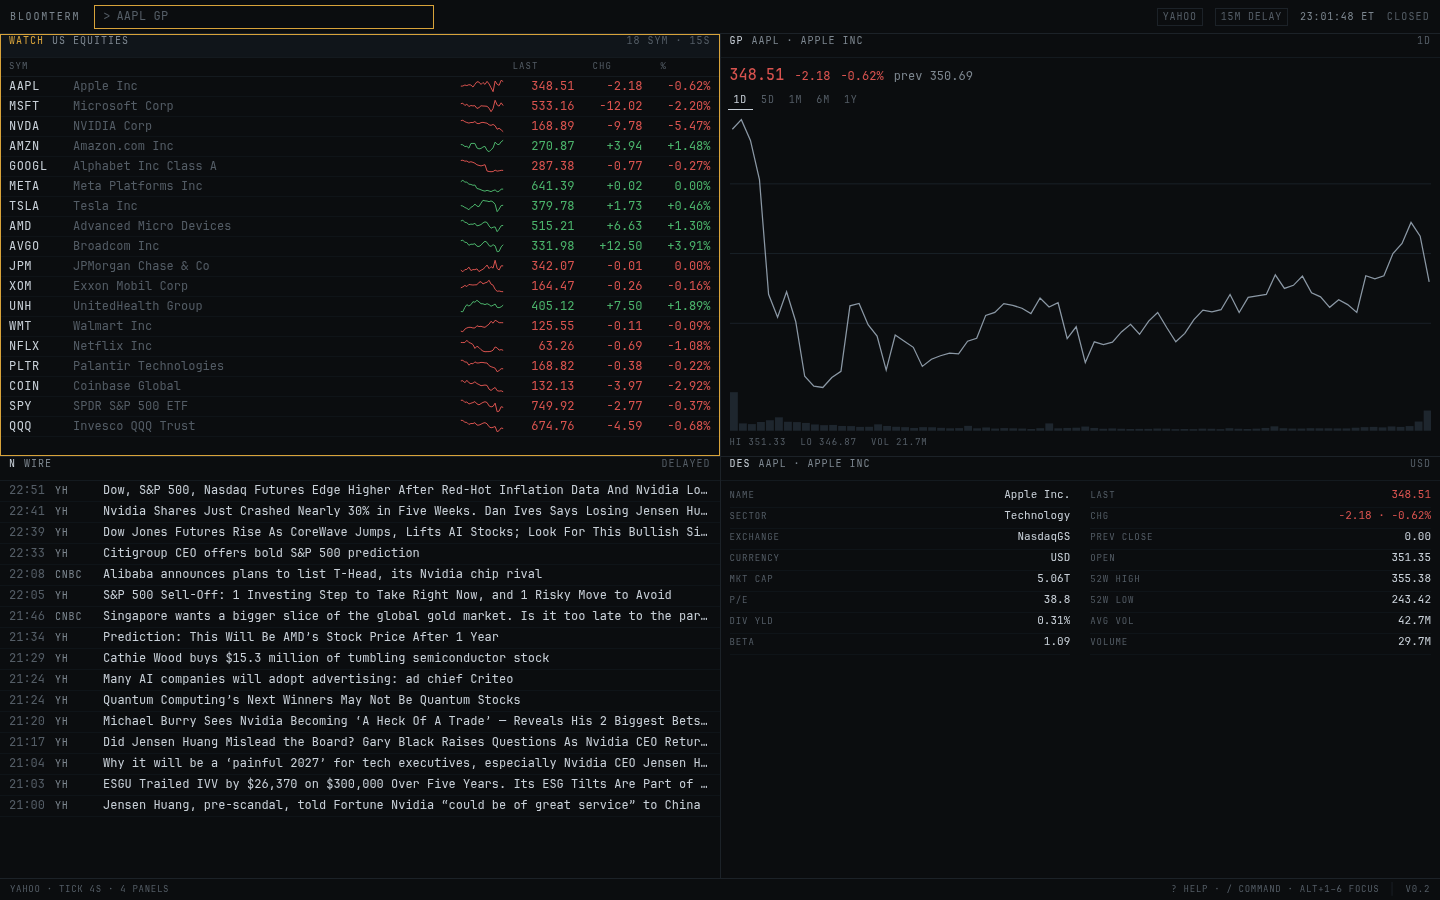 BLOOMTERM > AAPL GP YAHOO 15M DELAY 23:01:48 ET CLOSED
WATCH US EQUITIES 18 SYM · 15S
SYM LAST CHG %
AAPL Apple Inc 348.51 -2.18 -0.62%
MSFT Microsoft Corp 533.16 -12.02 -2.20%
NVDA NVIDIA Corp 168.89 -9.78 -5.47%
AMZN Amazon.com Inc 270.87 +3.94 +1.48%
GOOGL Alphabet Inc Class A 287.38 -0.77 -0.27%
META Meta Platforms Inc 641.39 +0.02 0.00%
TSLA Tesla Inc 379.78 +1.73 +0.46%
AMD Advanced Micro Devices 515.21 +6.63 +1.30%
AVGO Broadcom Inc 331.98 +12.50 +3.91%
JPM JPMorgan Chase & Co 342.07 -0.01 0.00%
XOM Exxon Mobil Corp 164.47 -0.26 -0.16%
UNH UnitedHealth Group 405.12 +7.50 +1.89%
WMT Walmart Inc 125.55 -0.11 -0.09%
NFLX Netflix Inc 63.26 -0.69 -1.08%
PLTR Palantir Technologies 168.82 -0.38 -0.22%
COIN Coinbase Global 132.13 -3.97 -2.92%
SPY SPDR S&P 500 ETF 749.92 -2.77 -0.37%
QQQ Invesco QQQ Trust 674.76 -4.59 -0.68%
GP AAPL · APPLE INC 1D
348.51 -2.18 -0.62% prev 350.69
1D 5D 1M 6M 1Y
HI 351.33 LO 346.87 VOL 21.7M
N WIRE DELAYED
22:51 YH Dow, S&P 500, Nasdaq Futures Edge Higher After Red-Hot Inflation Data And Nvidia Lo…
22:41 YH Nvidia Shares Just Crashed Nearly 30% in Five Weeks. Dan Ives Says Losing Jensen Hu…
22:39 YH Dow Jones Futures Rise As CoreWave Jumps, Lifts AI Stocks; Look For This Bullish Si…
22:33 YH Citigroup CEO offers bold S&P 500 prediction
22:08 CNBC Alibaba announces plans to list T-Head, its Nvidia chip rival
22:05 YH S&P 500 Sell-Off: 1 Investing Step to Take Right Now, and 1 Risky Move to Avoid
21:46 CNBC Singapore wants a bigger slice of the global gold market. Is it too late to the par…
21:34 YH Prediction: This Will Be AMD’s Stock Price After 1 Year
21:29 YH Cathie Wood buys $15.3 million of tumbling semiconductor stock
21:24 YH Many AI companies will adopt advertising: ad chief Criteo
21:24 YH Quantum Computing’s Next Winners May Not Be Quantum Stocks
21:20 YH Michael Burry Sees Nvidia Becoming ‘A Heck Of A Trade’ — Reveals His 2 Biggest Bets…
21:17 YH Did Jensen Huang Mislead the Board? Gary Black Raises Questions As Nvidia CEO Retur…
21:04 YH Why it will be a ‘painful 2027’ for tech executives, especially Nvidia CEO Jensen H…
21:03 YH ESGU Trailed IVV by $26,370 on $300,000 Over Five Years. Its ESG Tilts Are Part of …
21:00 YH Jensen Huang, pre-scandal, told Fortune Nvidia “could be of great service” to China
DES AAPL · APPLE INC USD
NAME Apple Inc. LAST 348.51
SECTOR Technology CHG -2.18 · -0.62%
EXCHANGE NasdaqGS PREV CLOSE 0.00
CURRENCY USD OPEN 351.35
MKT CAP 5.06T 52W HIGH 355.38
P/E 38.8 52W LOW 243.42
DIV YLD 0.31% AVG VOL 42.7M
BETA 1.09 VOLUME 29.7M
YAHOO · TICK 4S · 4 PANELS ? HELP · / COMMAND · ALT+1–6 FOCUS V0.2